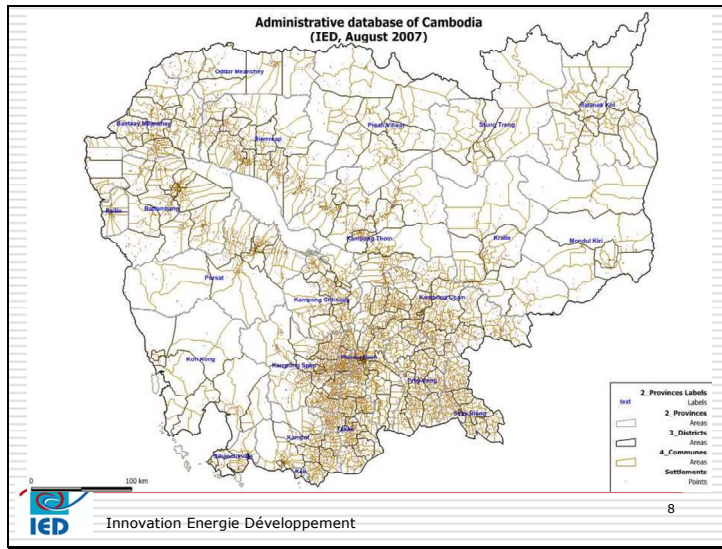 Administrative database of Cambodia
(IED, August 2007)
Oddar Meanchey
Ratanak Kiri
Banteay Meanchey
Preah Vihear
Stung Treng
Siemreap
Pailin
Battambang
Kampong Thom
Kratie
Mondul Kiri
Pursat
Kampong Chhnang
Kampong Cham
Koh Kong
Kampong Speu
Phnom Penh
Prey Veng
Svay Rieng
Takeo
Kampot
Sihanoukville
Kep
2_Provinces Labels
text Labels
2_Provinces
Areas
3_Districts
Areas
4_Communes
Areas
Settlements
Points
0 100 km
8
IED
Innovation Energie Développement